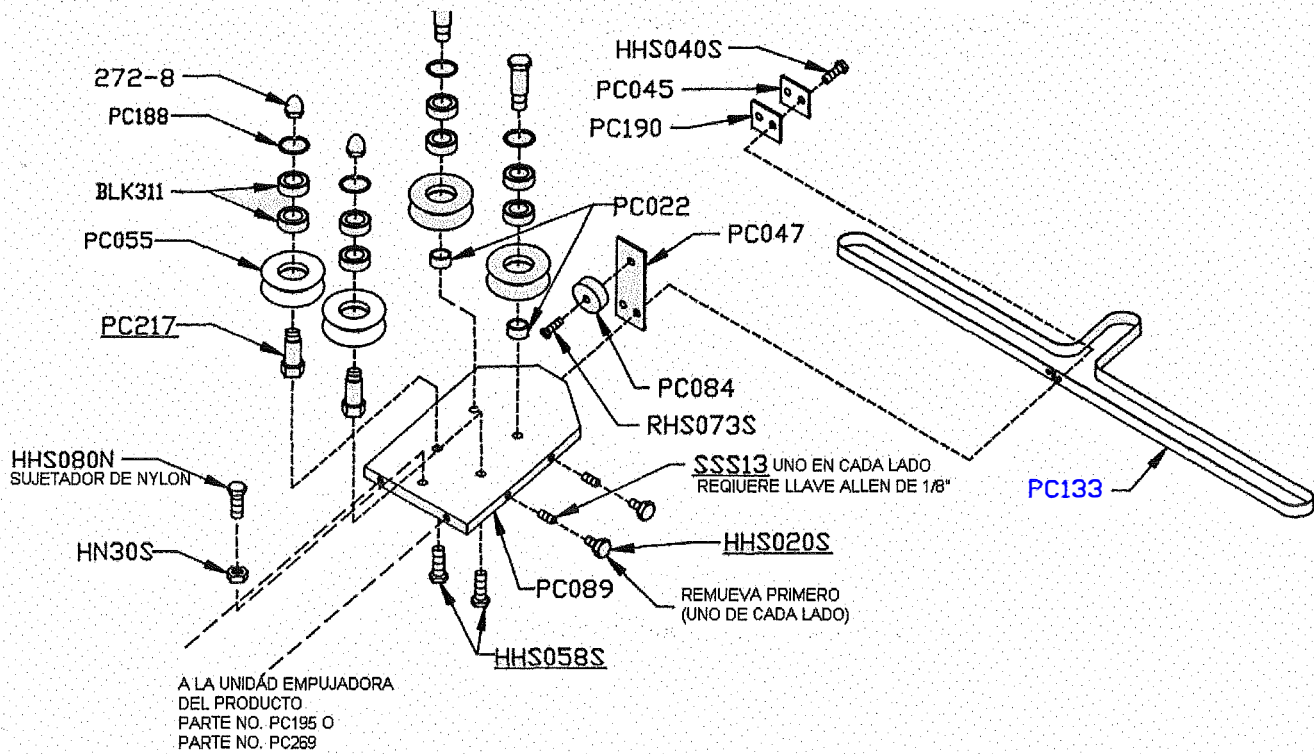 HHS040S
272-8
PC045
PC188
PC190
BLK311
PC022
PC055
PC047
PC217
PC084
RHS073S
HHS080N
SUJETADOR DE NYLON
SSS13 UNO EN CADA LADO
REQIUERE LLAVE ALLEN DE 1/8"
PC133
HN30S
HHS020S
PC089
REMUEVA PRIMERO
(UNO DE CADA LADO)
HHS058S
A LA UNIDAD EMPUJADORA
DEL PRODUCTO
PARTE NO. PC195 O
PARTE NO. PC269